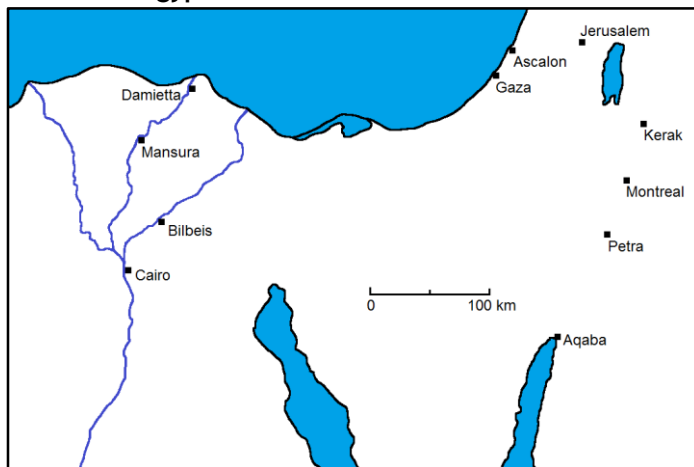 Jerusalem
Ascalon
Gaza
Damietta
Kerak
Mansura
Montreal
Bilbeis
Petra
Cairo
0 100 km
Aqaba